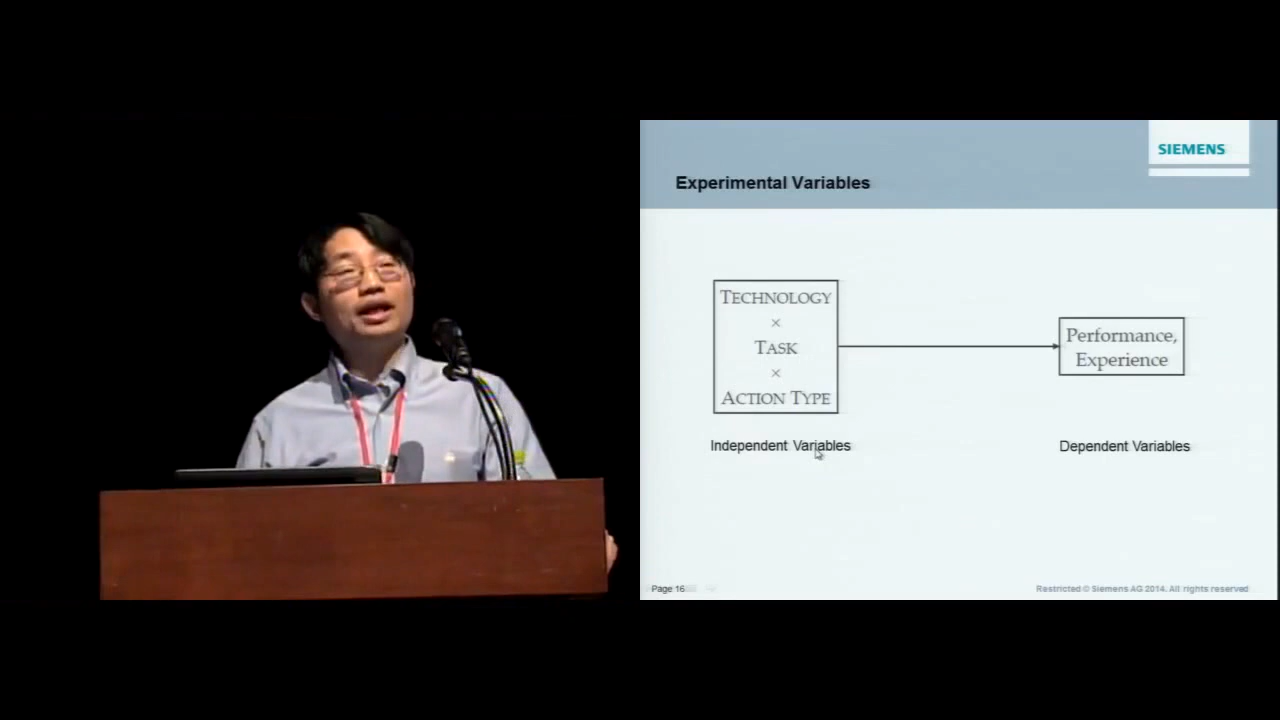 SIEMENS
Experimental Variables
TECHNOLOGY
×
TASK
×
ACTION TYPE
Performance,
Experience
Independent Variables
Dependent Variables
Page 16
Restricted © Siemens AG 2014. All rights reserved